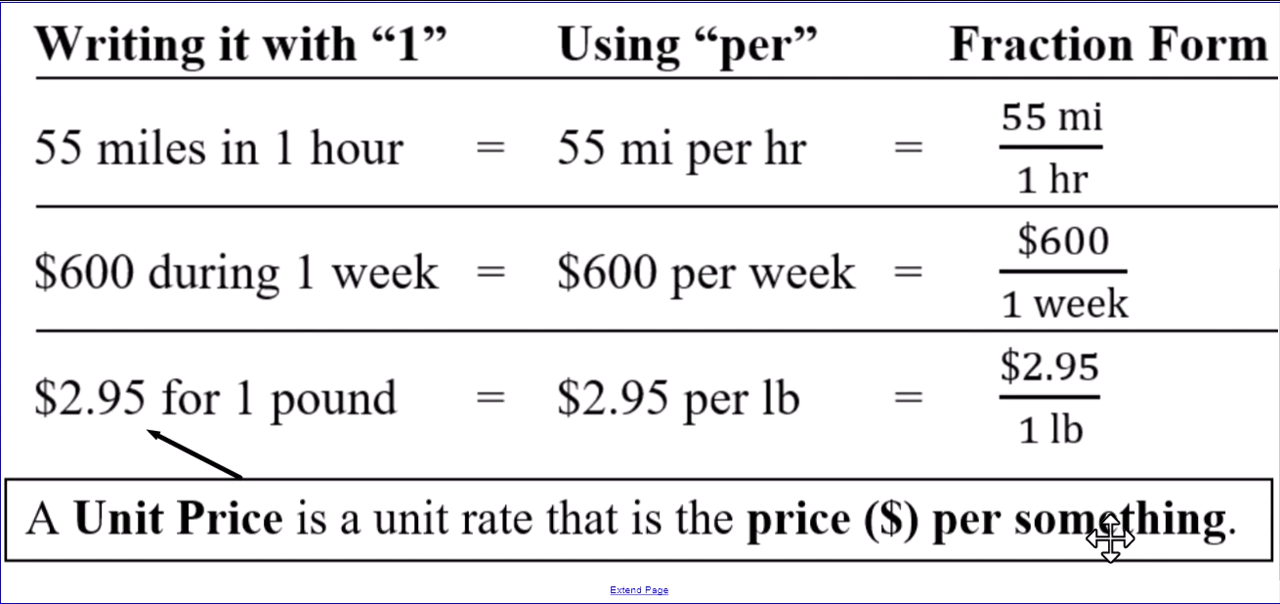 Writing it with “1” Using “per” Fraction Form
55 miles in 1 hour = 55 mi per hr = 55 mi / 1 hr
$600 during 1 week = $600 per week = $600 / 1 week
$2.95 for 1 pound = $2.95 per lb = $2.95 / 1 lb
A Unit Price is a unit rate that is the price ($) per something.
Extend Page